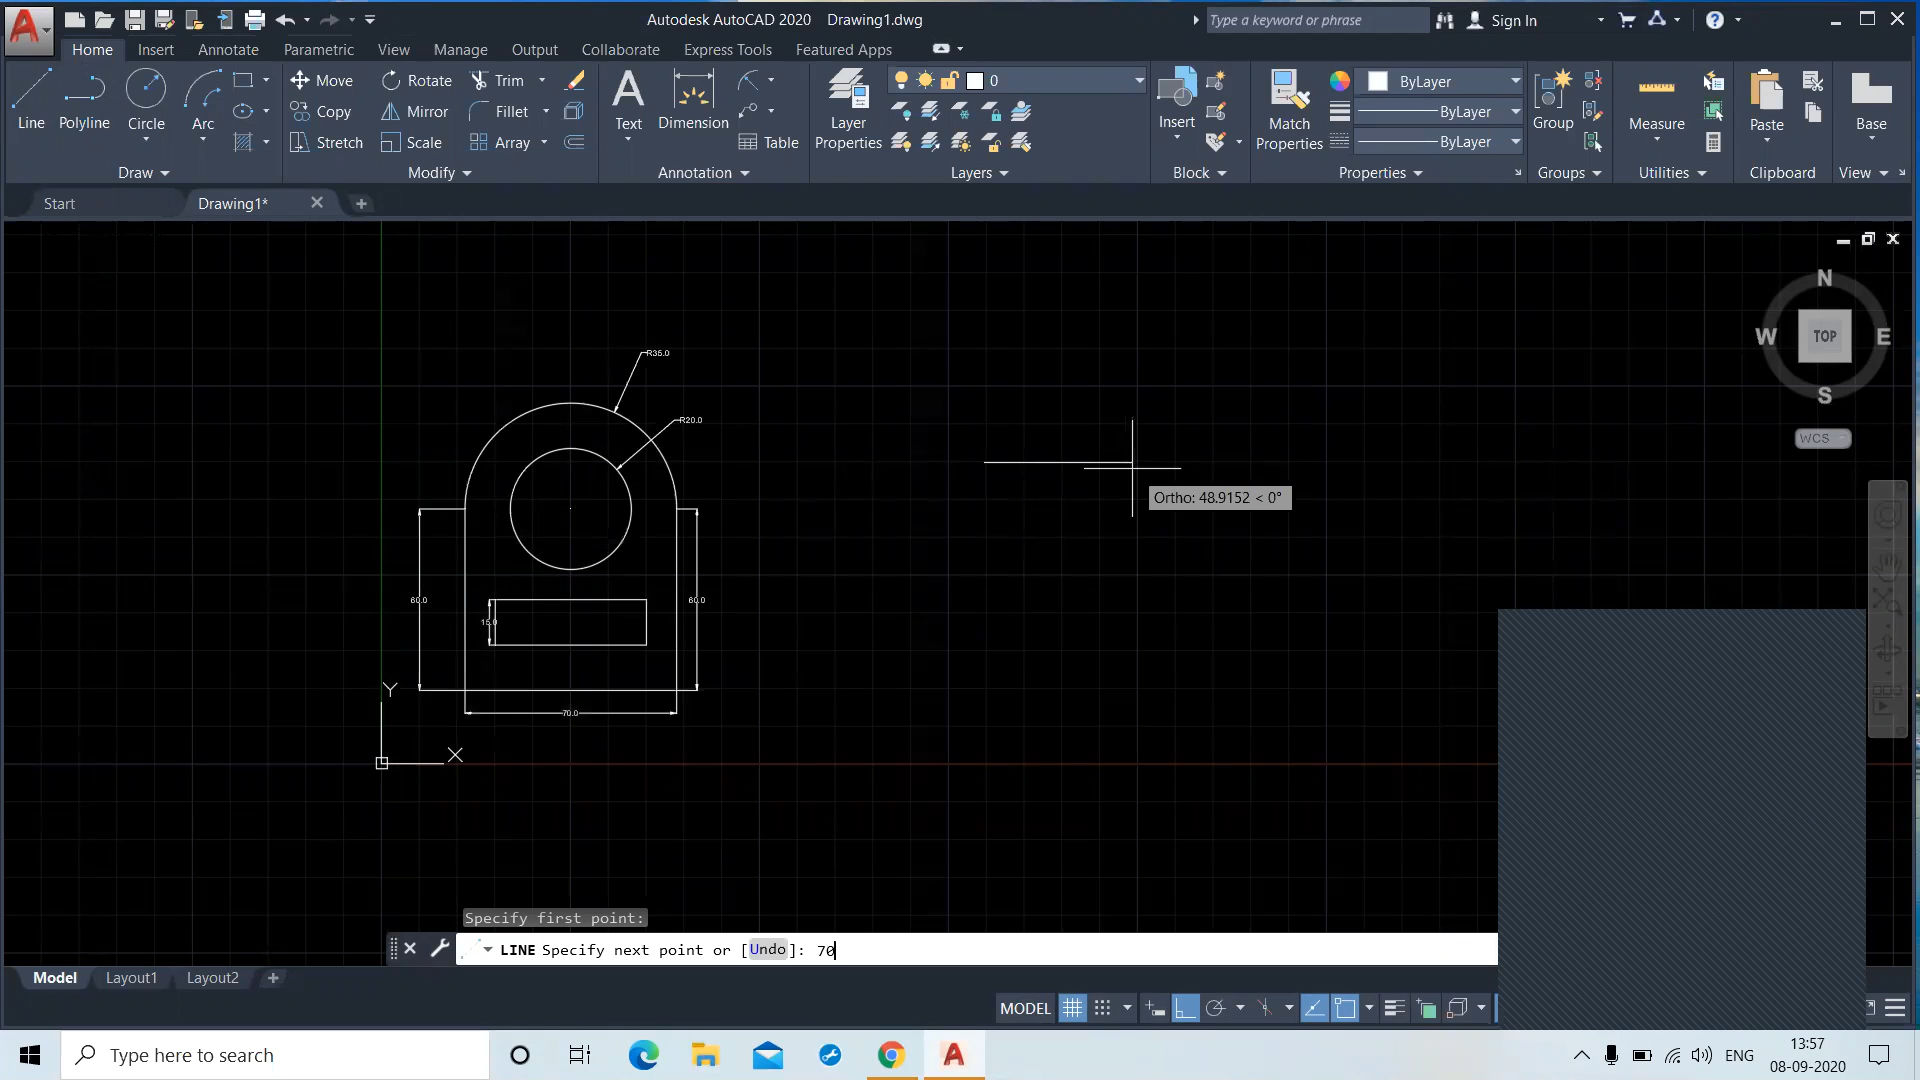 Autodesk AutoCAD 2020 Drawing1.dwg
Type a keyword or phrase
Sign In
Home Insert Annotate Parametric View Manage Output Collaborate Express Tools Featured Apps
Line Polyline Circle Arc
Move Rotate Trim
Copy Mirror Fillet
Stretch Scale Array
Text Dimension Table
Layer Properties
0
Insert
Match Properties
ByLayer
ByLayer
ByLayer
Group
Measure
Paste
Base
Draw Modify Annotation Layers Block Properties Groups Utilities Clipboard View
Start Drawing1*
N
W TOP E
S
WCS
R35.0
R20.0
60.0
60.0
15.0
70.0
Y
X
Ortho: 48.9152 < 0°
Specify first point:
LINE Specify next point or [Undo]: 70
Model Layout1 Layout2
MODEL
Type here to search
ENG
13:57
08-09-2020